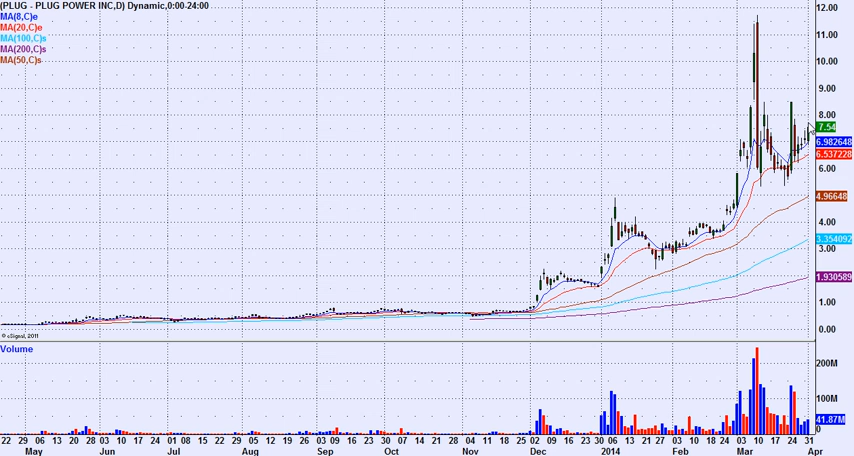 (PLUG - PLUG POWER INC,D) Dynamic,0:00-24:00
MA(8,C)e
MA(20,C)e
MA(100,C)s
MA(200,C)s
MA(50,C)s
12.00
11.00
10.00
9.00
8.00
7.54
6.982648
6.537228
4.96648
4.00
3.354092
3.00
1.930589
1.00
0.00
© eSignal, 2011
Volume
200M
100M
41.87M
0
22 29 06 13 20 28 03 10 17 24 01 08 15 22 29 05 12 19 26 03 09 16 23 30 07 14 21 28 04 11 18 25 02 09 16 23 30 06 13 21 27 03 10 18 24 03 10 17 24 31
May Jun Jul Aug Sep Oct Nov Dec 2014 Feb Mar Apr